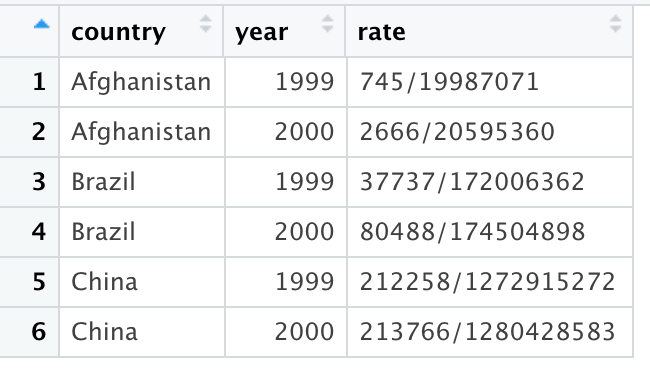 country year rate
1 Afghanistan 1999 745/19987071
2 Afghanistan 2000 2666/20595360
3 Brazil 1999 37737/172006362
4 Brazil 2000 80488/174504898
5 China 1999 212258/1272915272
6 China 2000 213766/1280428583